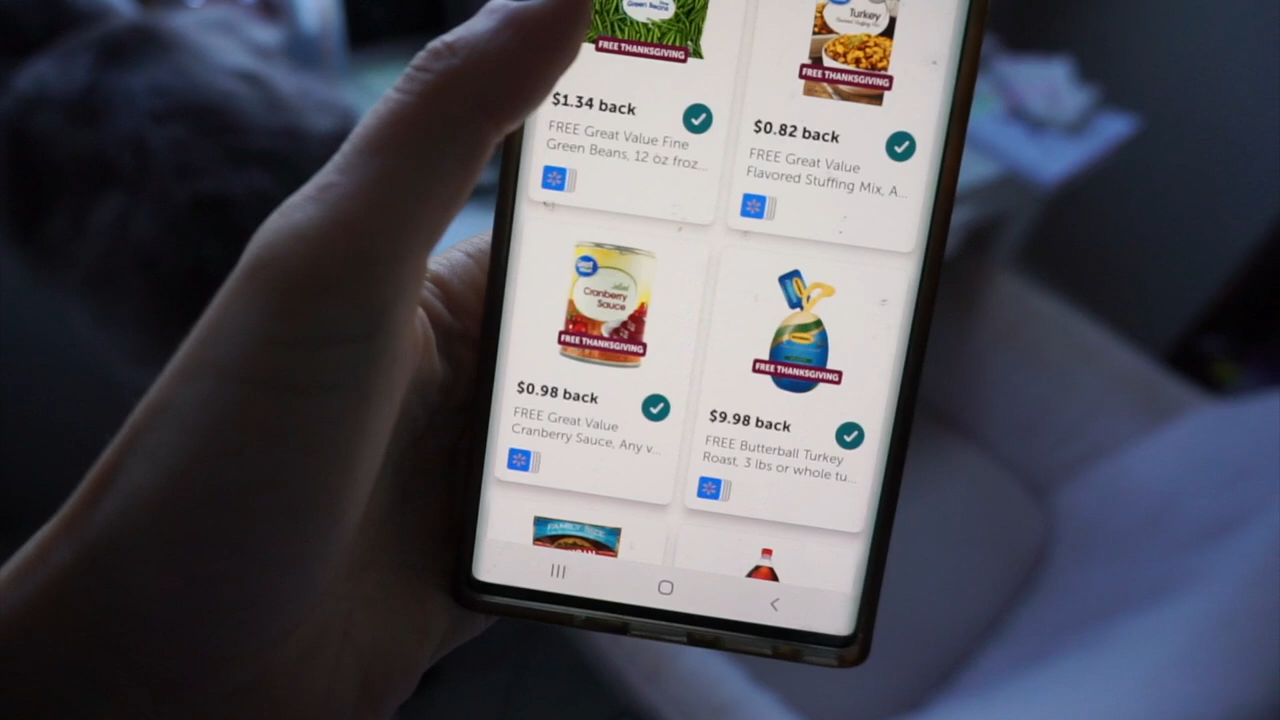 Green Beans
FREE THANKSGIVING
$1.34 back
FREE Great Value Fine
Green Beans, 12 oz froz...
Turkey
FREE THANKSGIVING
$0.82 back
FREE Great Value
Flavored Stuffing Mix, A...
Great Value
Cranberry
Sauce
FREE THANKSGIVING
$0.98 back
FREE Great Value
Cranberry Sauce, Any v...
FREE THANKSGIVING
$9.98 back
FREE Butterball Turkey
Roast, 3 lbs or whole tu...
FAMILY SIZE